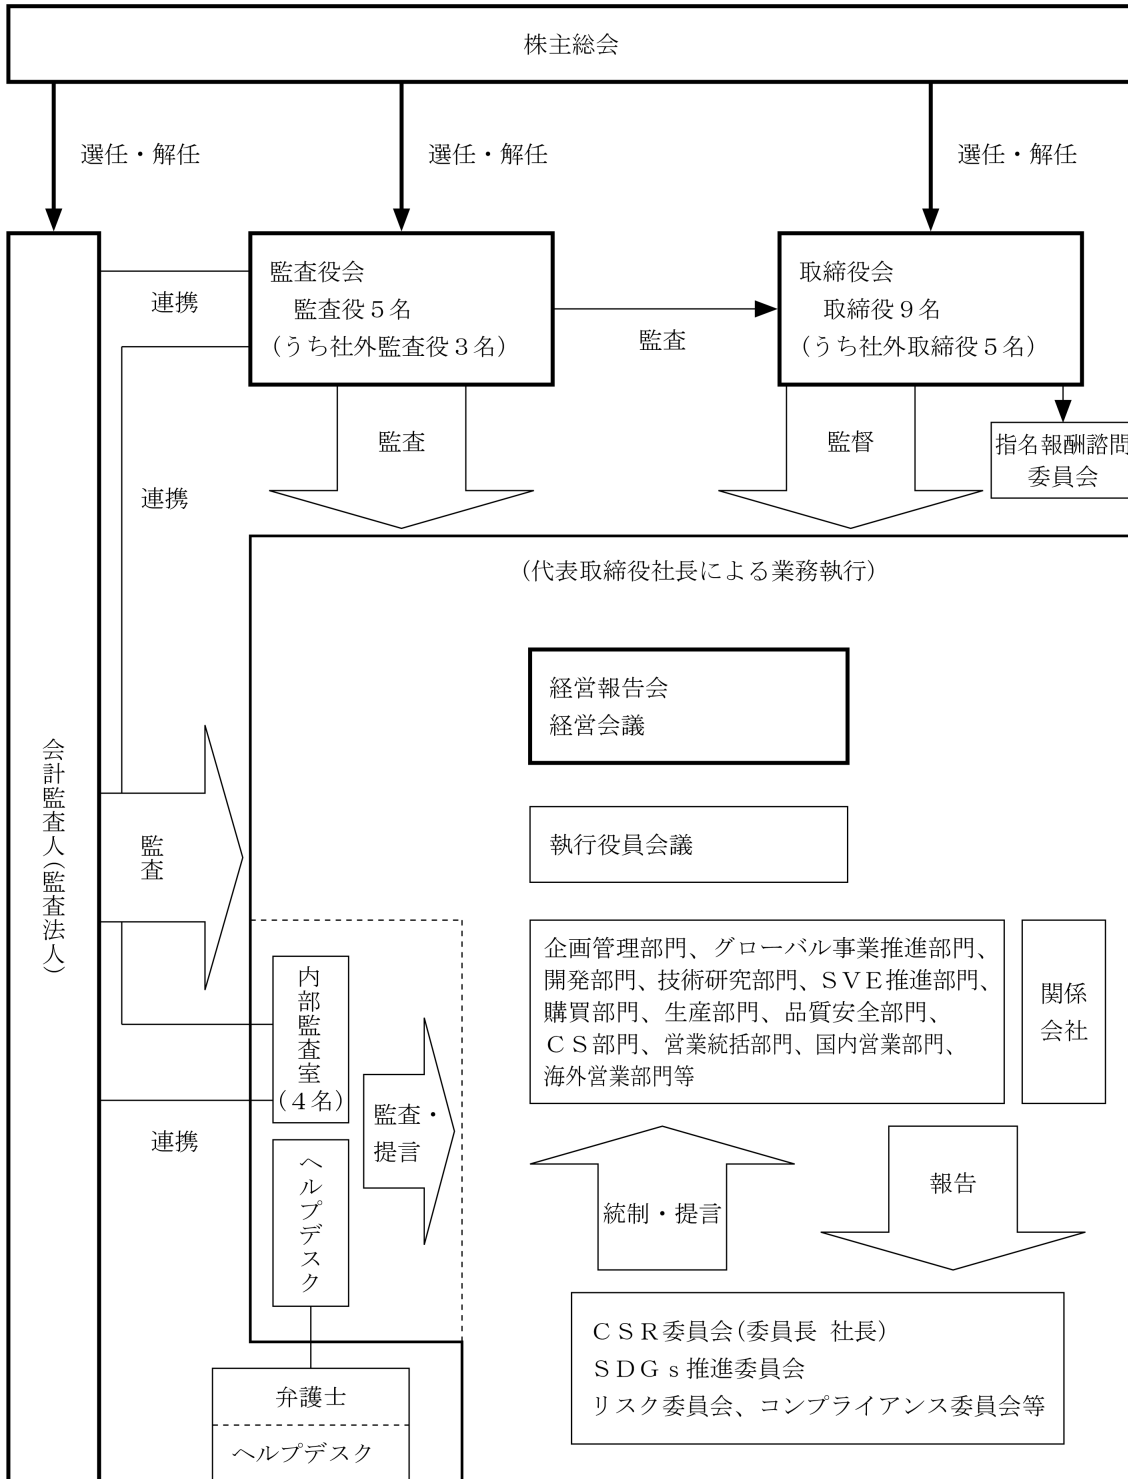 株主総会
選任・解任
選任・解任
選任・解任
監査役会
監査役５名
(うち社外監査役３名)
取締役会
取締役９名
(うち社外取締役５名)
連携
監査
監査
監督
指名報酬諮問
委員会
連携
(代表取締役社長による業務執行)
経営報告会
経営会議
会計監査人(監査法人)
監査
執行役員会議
企画管理部門、グローバル事業推進部門、
開発部門、技術研究部門、ＳＶＥ推進部門、
購買部門、生産部門、品質安全部門、
ＣＳ部門、営業統括部門、国内営業部門、
海外営業部門等
関係
会社
内部監査室
(４名)
監査・
提言
連携
ヘルプデスク
統制・提言
報告
ＣＳＲ委員会(委員長 社長)
ＳＤＧｓ推進委員会
リスク委員会、コンプライアンス委員会等
弁護士
ヘルプデスク